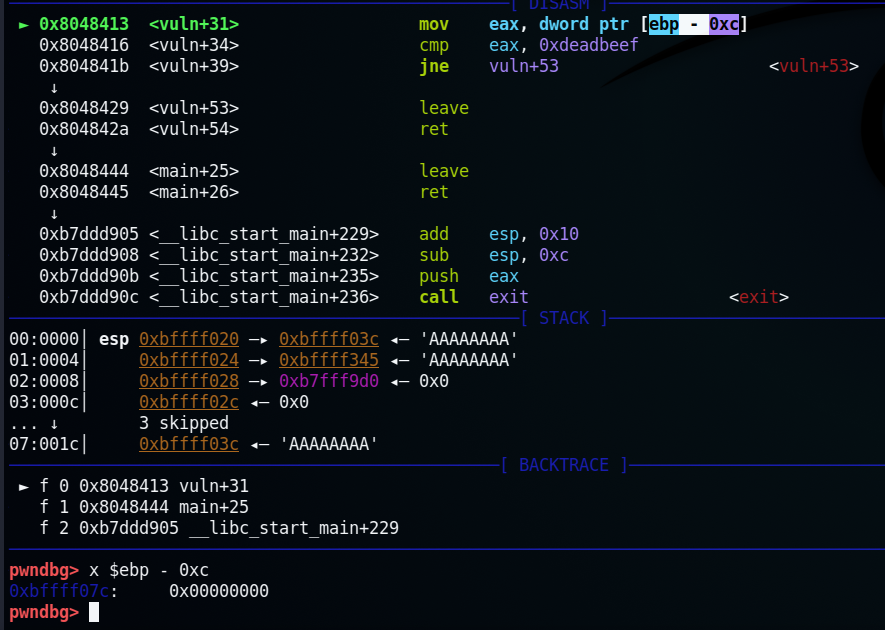 [ DISASM ]
► 0x8048413 <vuln+31> mov eax, dword ptr [ebp - 0xc]
0x8048416 <vuln+34> cmp eax, 0xdeadbeef
0x804841b <vuln+39> jne vuln+53 <vuln+53>
↓
0x8048429 <vuln+53> leave
0x804842a <vuln+54> ret
↓
0x8048444 <main+25> leave
0x8048445 <main+26> ret
↓
0xb7ddd905 <__libc_start_main+229> add esp, 0x10
0xb7ddd908 <__libc_start_main+232> sub esp, 0xc
0xb7ddd90b <__libc_start_main+235> push eax
0xb7ddd90c <__libc_start_main+236> call exit <exit>
[ STACK ]
00:0000│ esp 0xbffff020 —▸ 0xbffff03c ◂— 'AAAAAAAA'
01:0004│ 0xbffff024 —▸ 0xbffff345 ◂— 'AAAAAAAA'
02:0008│ 0xbffff028 —▸ 0xb7fff9d0 ◂— 0x0
03:000c│ 0xbffff02c ◂— 0x0
... ↓ 3 skipped
07:001c│ 0xbffff03c ◂— 'AAAAAAAA'
[ BACKTRACE ]
► f 0 0x8048413 vuln+31
f 1 0x8048444 main+25
f 2 0xb7ddd905 __libc_start_main+229
pwndbg> x $ebp - 0xc
0xbffff07c: 0x00000000
pwndbg>